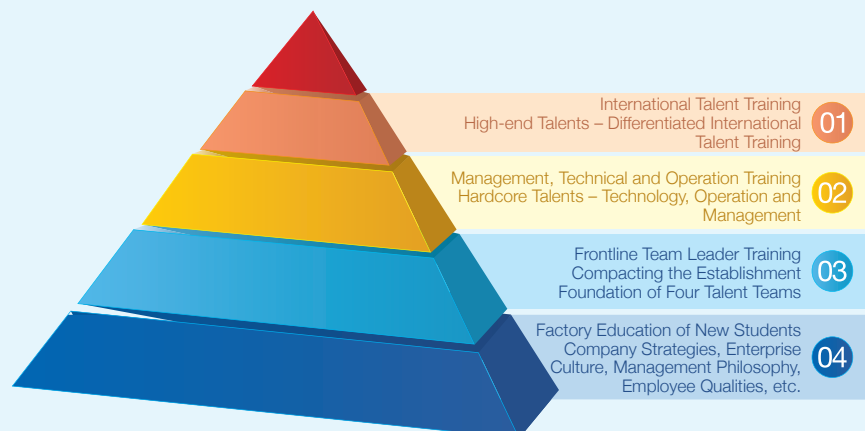 International Talent Training
High-end Talents – Differentiated International
Talent Training
01
Management, Technical and Operation Training
Hardcore Talents – Technology, Operation and
Management
02
Frontline Team Leader Training
Compacting the Establishment
Foundation of Four Talent Teams
03
Factory Education of New Students
Company Strategies, Enterprise
Culture, Management Philosophy,
Employee Qualities, etc.
04